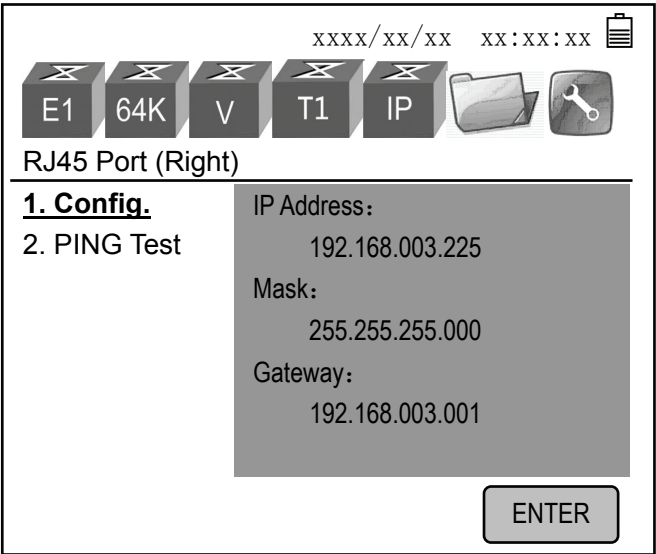 xxxx/xx/xx xx:xx:xx
E1 64K V T1 IP
RJ45 Port (Right)
1. Config.
2. PING Test
IP Address：
192.168.003.225
Mask：
255.255.255.000
Gateway：
192.168.003.001
ENTER